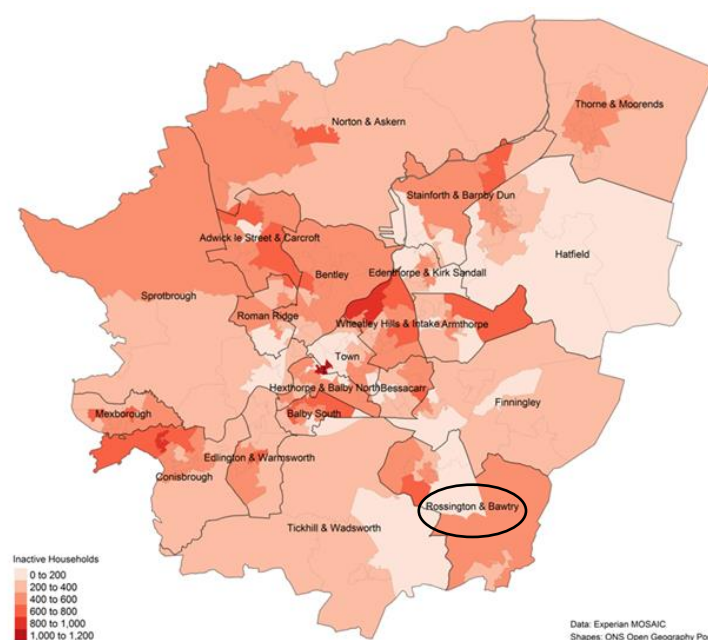 Norton & Askern
Thorne & Moorends
Stainforth & Barnby Dun
Adwick le Street & Carcroft
Hatfield
Bentley
Edenthorpe & Kirk Sandall
Sprotbrough
Roman Ridge
Wheatley Hills & Intake
Armthorpe
Town
Hexthorpe & Balby North
Bessacarr
Finningley
Mexborough
Balby South
Edlington & Warmsworth
Conisbrough
Rossington & Bawtry
Tickhill & Wadsworth
Inactive Households
0 to 200
200 to 400
400 to 600
600 to 800
800 to 1,000
1,000 to 1,200
Data: Experian MOSAIC
Shapes: ONS Open Geography Po